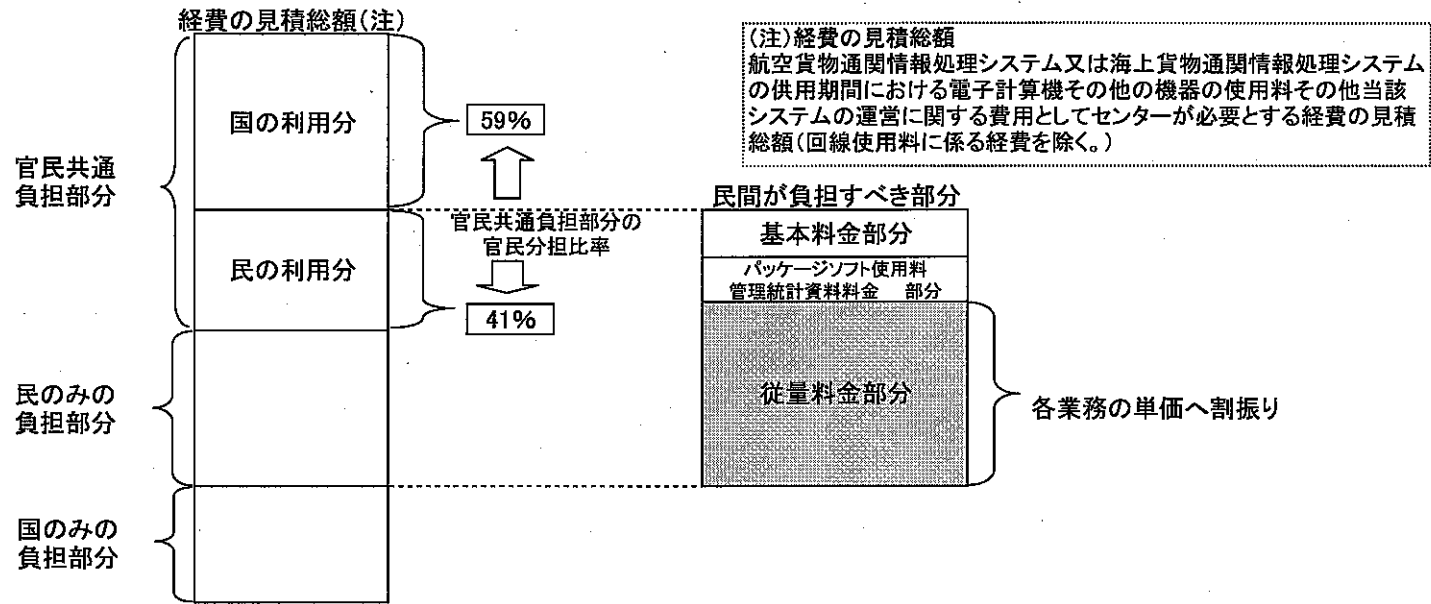 経費の見積総額(注)
(注)経費の見積総額
航空貨物通関情報処理システム又は海上貨物通関情報処理システム
の供用期間における電子計算機その他の機器の使用料その他当該
システムの運営に関する費用としてセンターが必要とする経費の見積
総額(回線使用料に係る経費を除く。)
官民共通
負担部分
国の利用分
59%
民の利用分
官民共通負担部分の
官民分担比率
41%
民間が負担すべき部分
基本料金部分
パッケージソフト使用料
管理統計資料料金 部分
従量料金部分
各業務の単価へ割振り
民のみの
負担部分
国のみの
負担部分